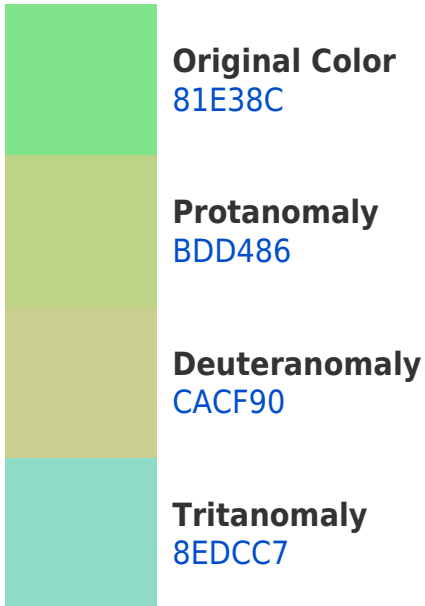 Original Color
81E38C
Protanomaly
BDD486
Deuteranomaly
CACF90
Tritanomaly
8EDCC7